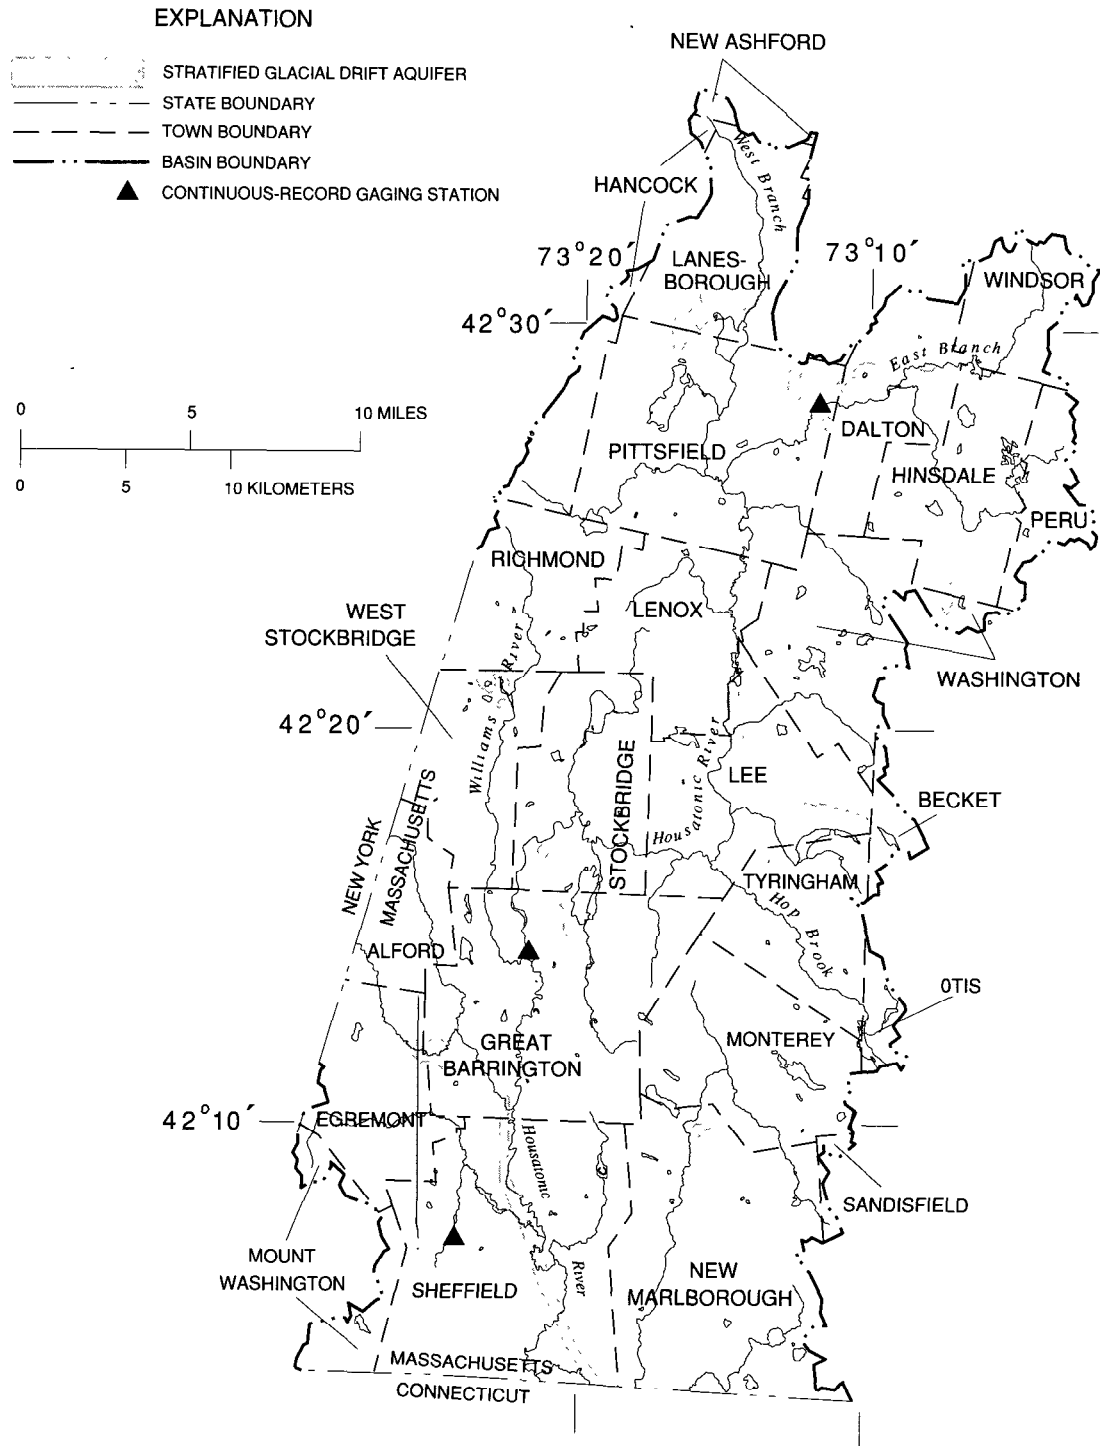 EXPLANATION
STRATIFIED GLACIAL DRIFT AQUIFER
STATE BOUNDARY
TOWN BOUNDARY
BASIN BOUNDARY
CONTINUOUS-RECORD GAGING STATION
NEW ASHFORD
West Branch
HANCOCK
73°20′
73°10′
LANES-
BOROUGH
WINDSOR
42°30′
East Branch
0 5 10 MILES
0 5 10 KILOMETERS
DALTON
PITTSFIELD
HINSDALE
PERU
RICHMOND
LENOX
WEST
STOCKBRIDGE
WASHINGTON
Williams River
42°20′
Housatonic River
STOCKBRIDGE
LEE
BECKET
NEW YORK
MASSACHUSETTS
TYRINGHAM
Hop Brook
ALFORD
OTIS
GREAT
BARRINGTON
MONTEREY
42°10′
EGREMONT
Housatonic
River
SANDISFIELD
MOUNT
WASHINGTON
SHEFFIELD
NEW
MARLBOROUGH
MASSACHUSETTS
CONNECTICUT